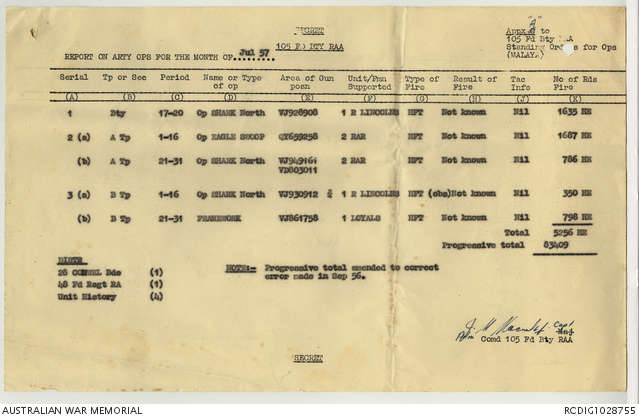 SECRET
Appx "A" to
105 Fd Bty RAA
Standing Orders for Ops
(MALAYA)
105 FD BTY RAA
REPORT ON ARTY OPS FOR THE MONTH OF Jul 57
Serial Tp or Sec Period Name or Type of op Area of Gun posn Unit/Fmn Supported Type of Fire Result of Fire Tac Info No of Rds Fire
(A) (B) (C) (D) (E) (F) (G) (H) (J) (K)
1 Bty 17-20 Op SHARK North VJ928908 1 R LINCOLNS HFT Not known Nil 1635 HE
2 (a) A Tp 1-16 Op EAGLE SWOOP QY659258 2 RAR HFT Not known Nil 1687 HE
(b) A Tp 21-31 Op SHARK North VJ949161 2 RAR HFT Not known Nil 786 HE
VD803011
3 (a) B Tp 1-16 Op SHARK North VJ930912 1 R LINCOLNS HFT (obs) Not known Nil 350 HE
(b) B Tp 21-31 FRAMEWORK VJ861758 1 LOYALS HFT Not known Nil 798 HE
Total 5256 HE
Progressive total 83409
DISTR
28 COMWEL Bde (1)
48 Fd Regt RA (1)
Unit History (4)
NOTE:- Progressive total amended to correct
error made in Sep 56.
Capt
Maj
Comd 105 Fd Bty RAA
SECRET
AUSTRALIAN WAR MEMORIAL
RCDIG1028755